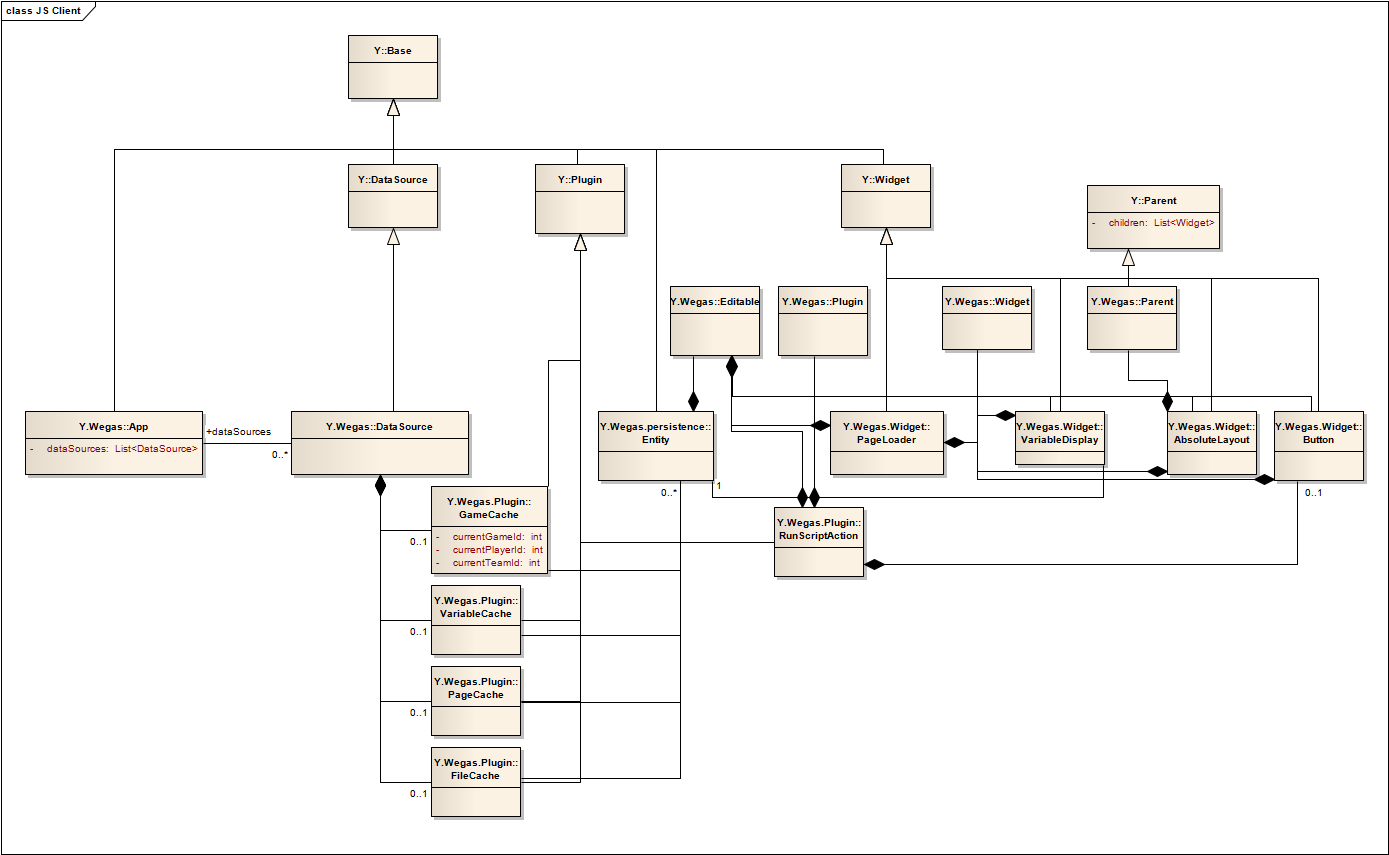 class JS Client
Y::Base
Y::DataSource
Y::Plugin
Y::Widget
Y::Parent
- children: List<Widget>
Y.Wegas::Editable
Y.Wegas::Plugin
Y.Wegas::Widget
Y.Wegas::Parent
Y.Wegas::App
- dataSources: List<DataSource>
+dataSources
0..*
Y.Wegas::DataSource
Y.Wegas.persistence::
Entity
0..*
1
Y.Wegas.Widget::
PageLoader
Y.Wegas.Widget::
VariableDisplay
Y.Wegas.Widget::
AbsoluteLayout
Y.Wegas.Widget::
Button
0..1
Y.Wegas.Plugin::
GameCache
- currentGameId: int
- currentPlayerId: int
- currentTeamId: int
0..1
Y.Wegas.Plugin::
RunScriptAction
Y.Wegas.Plugin::
VariableCache
0..1
Y.Wegas.Plugin::
PageCache
0..1
Y.Wegas.Plugin::
FileCache
0..1